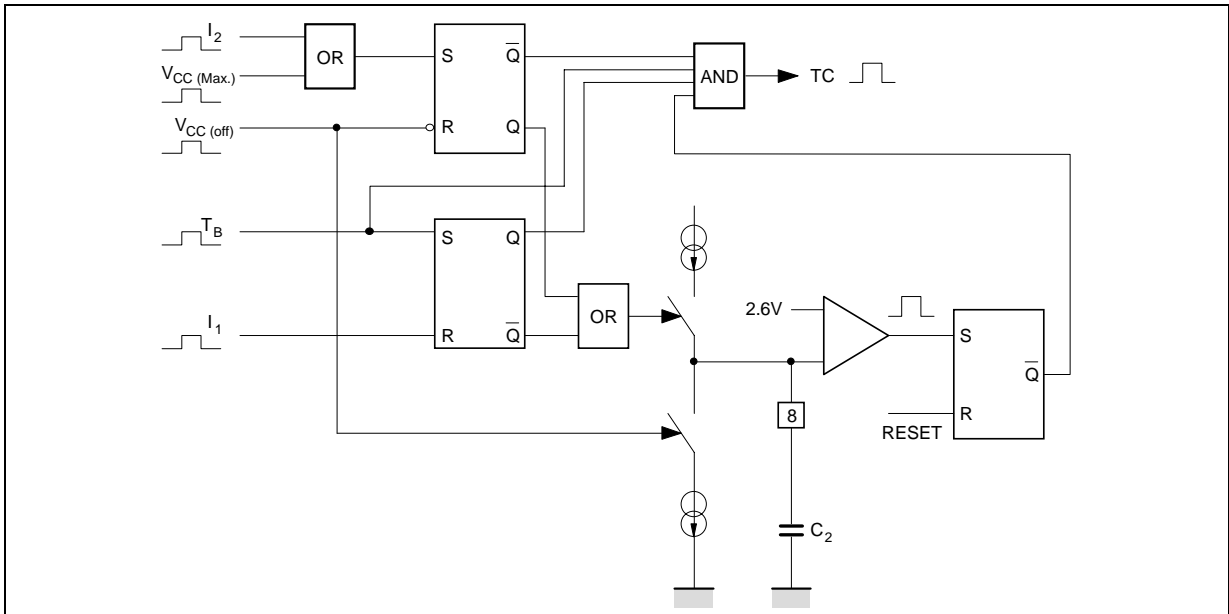 I2
OR
S
Q̅
AND
TC
VCC (Max.)
VCC (off)
R
Q
TB
S
Q
2.6V
OR
S
I1
R
Q̅
Q̅
8
R
RESET
C2